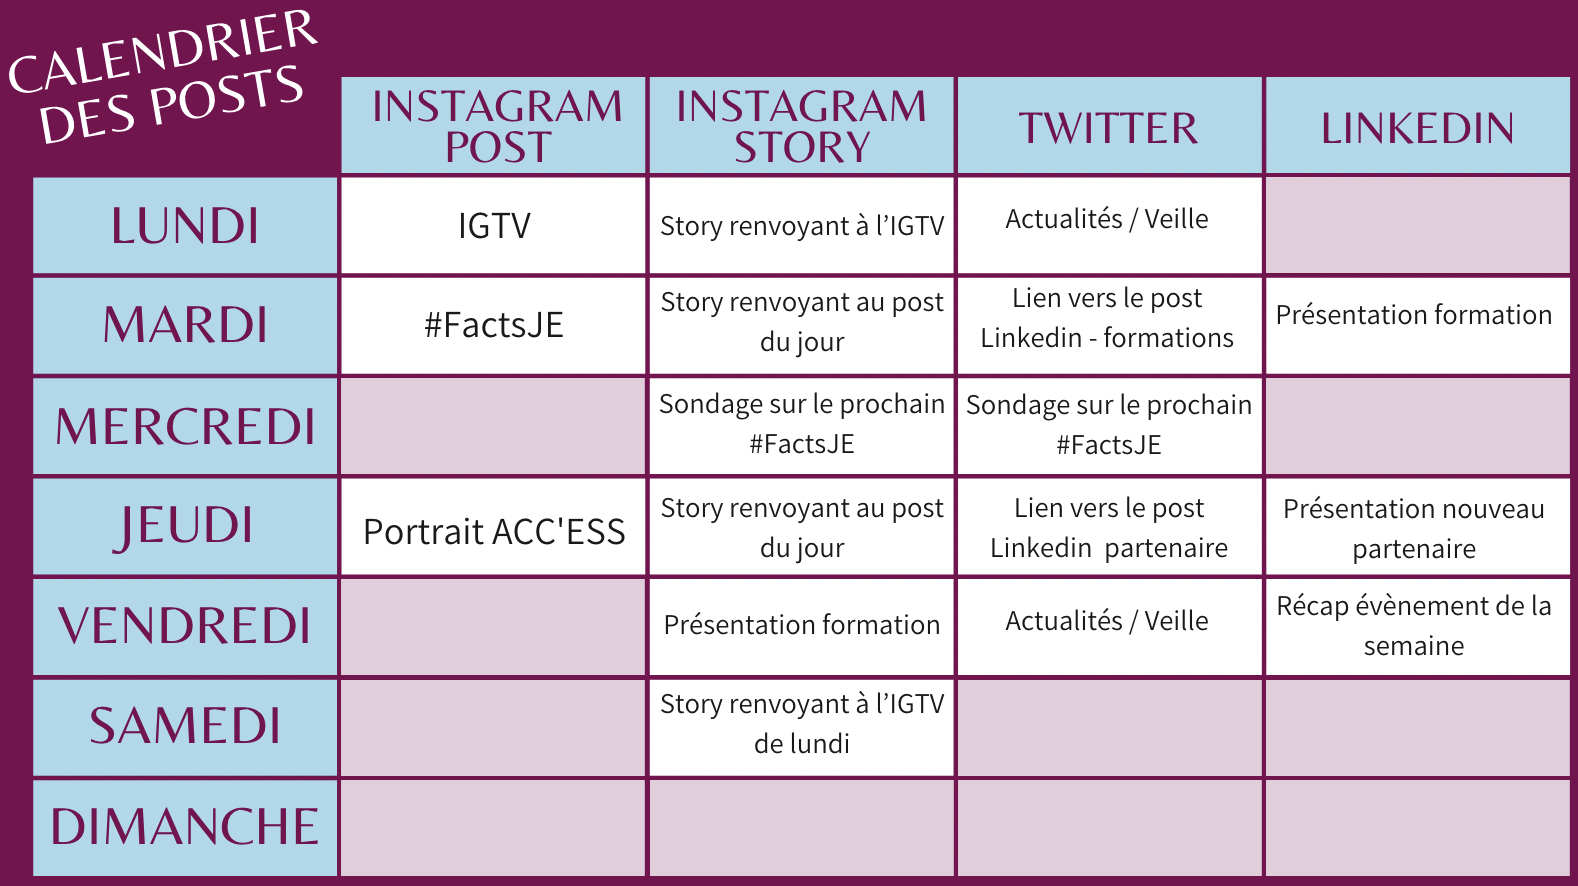 CALENDRIER
DES POSTS
INSTAGRAM
POST
INSTAGRAM
STORY
TWITTER
LINKEDIN
LUNDI
IGTV
Story renvoyant à l’IGTV
Actualités / Veille
MARDI
#FactsJE
Story renvoyant au post
du jour
Lien vers le post
Linkedin - formations
Présentation formation
MERCREDI
Sondage sur le prochain
#FactsJE
Sondage sur le prochain
#FactsJE
JEUDI
Portrait ACC'ESS
Story renvoyant au post
du jour
Lien vers le post
Linkedin  partenaire
Présentation nouveau
partenaire
VENDREDI
Présentation formation
Actualités / Veille
Récap évènement de la
semaine
SAMEDI
Story renvoyant à l’IGTV
de lundi
DIMANCHE